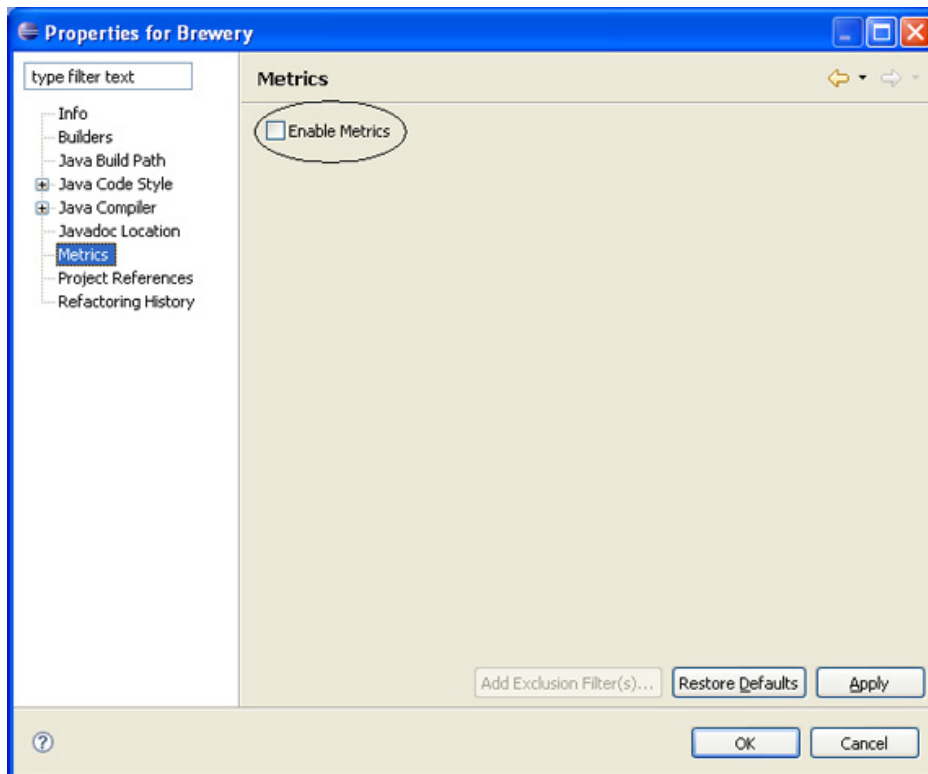 Properties for Brewery
type filter text
Info
Builders
Java Build Path
Java Code Style
Java Compiler
Javadoc Location
Metrics
Project References
Refactoring History
Metrics
Enable Metrics
Add Exclusion Filter(s)...
Restore Defaults
Apply
OK
Cancel